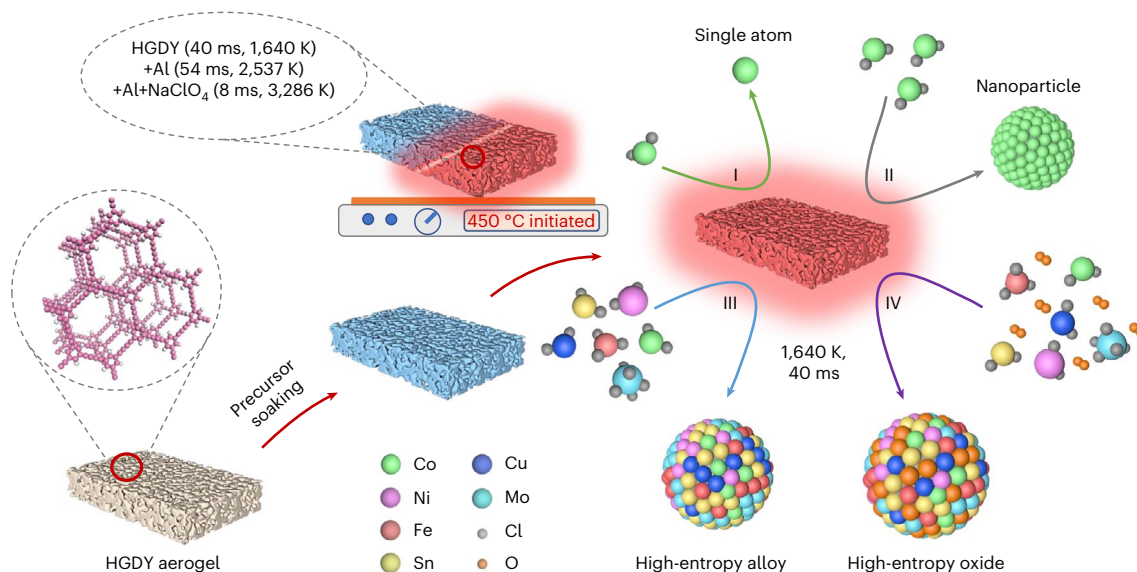 HGDY (40 ms, 1,640 K)
+Al (54 ms, 2,537 K)
+Al+NaClO₄ (8 ms, 3,286 K)
450 °C initiated
Single atom
Nanoparticle
I
II
III
IV
1,640 K,
40 ms
Precursor
soaking
HGDY aerogel
Co
Cu
Ni
Mo
Fe
Cl
Sn
O
High-entropy alloy
High-entropy oxide